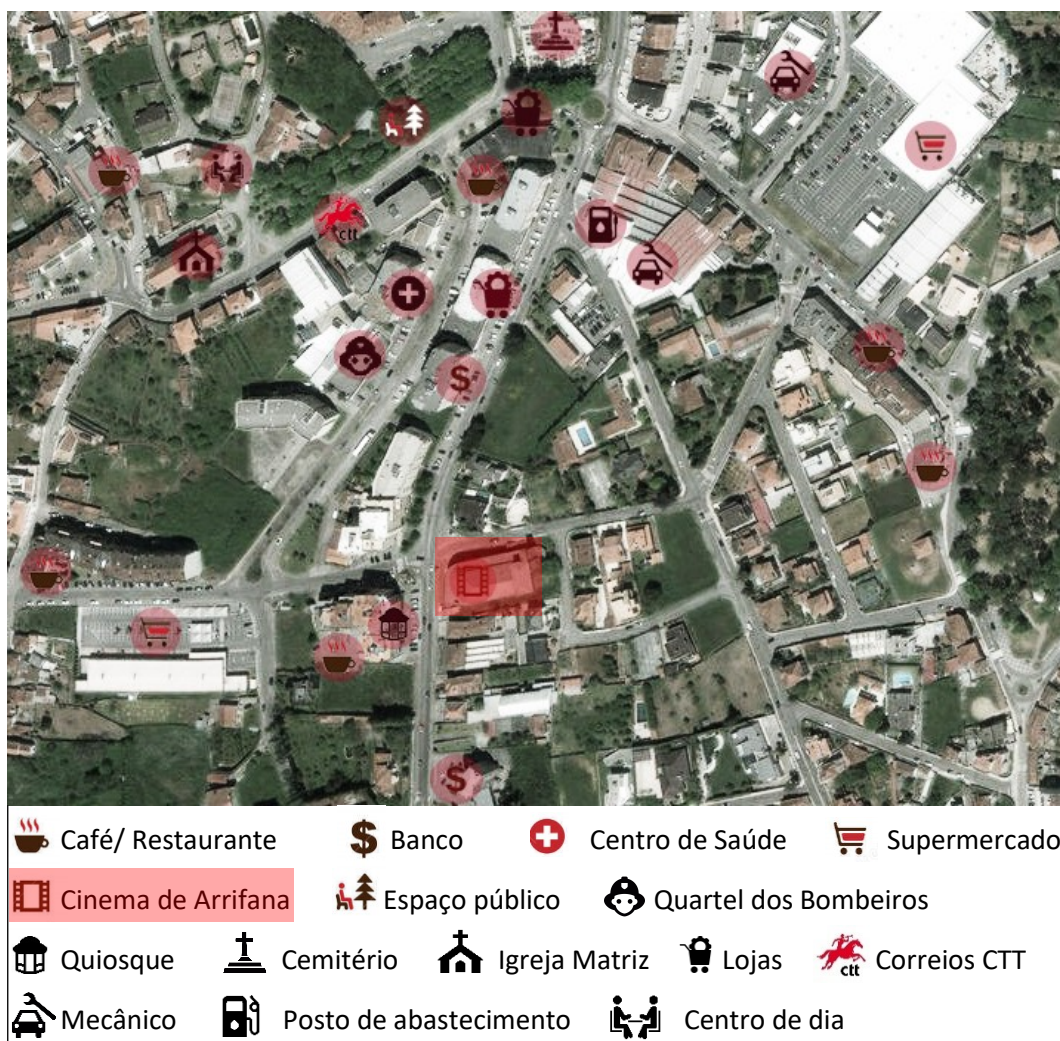 ctt
Café/ Restaurante $ Banco Centro de Saúde Supermercado
Cinema de Arrifana Espaço público Quartel dos Bombeiros
Quiosque Cemitério Igreja Matriz Lojas ctt Correios CTT
Mecânico Posto de abastecimento Centro de dia